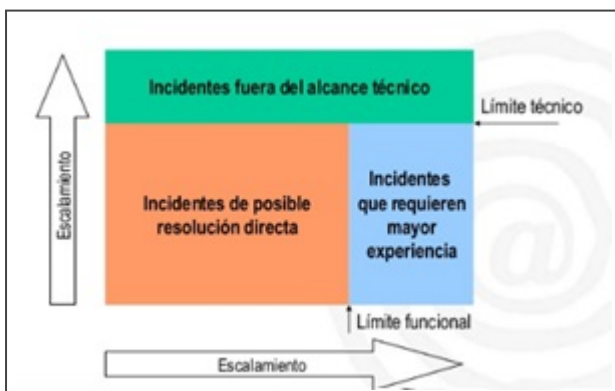 Incidentes fuera del alcance técnico
Límite técnico
Escalamiento
Incidentes de posible
resolución directa
Incidentes
que requieren
mayor
experiencia
Límite funcional
Escalamiento